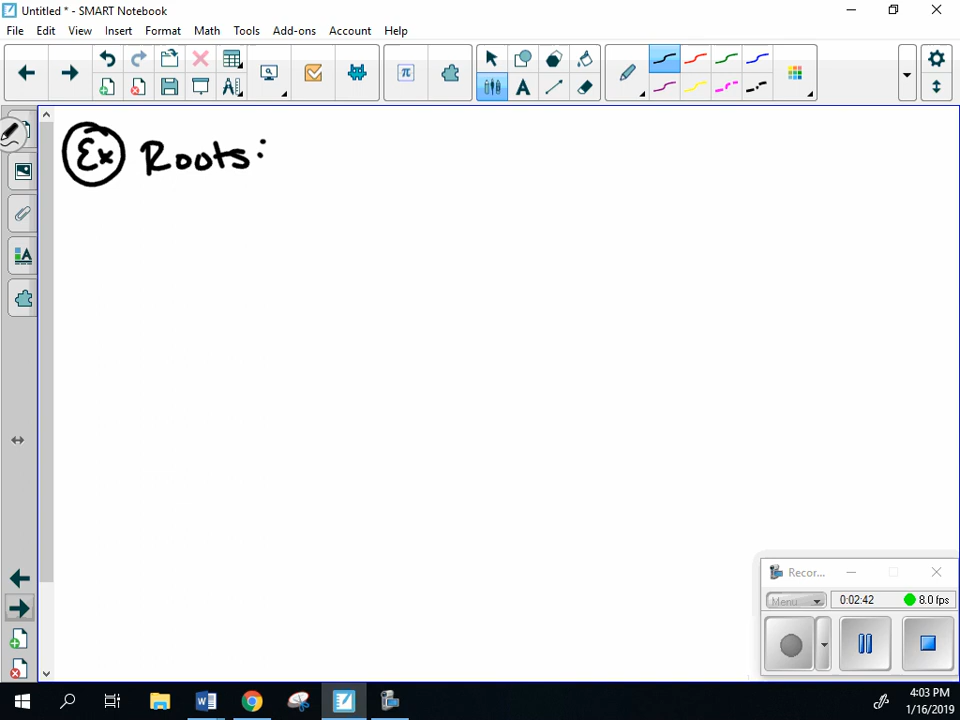 Untitled * - SMART Notebook
File Edit View Insert Format Math Tools Add-ons Account Help
Ex Roots:
Recor...
Menu 0:02:42 8.0 fps
4:03 PM
1/16/2019